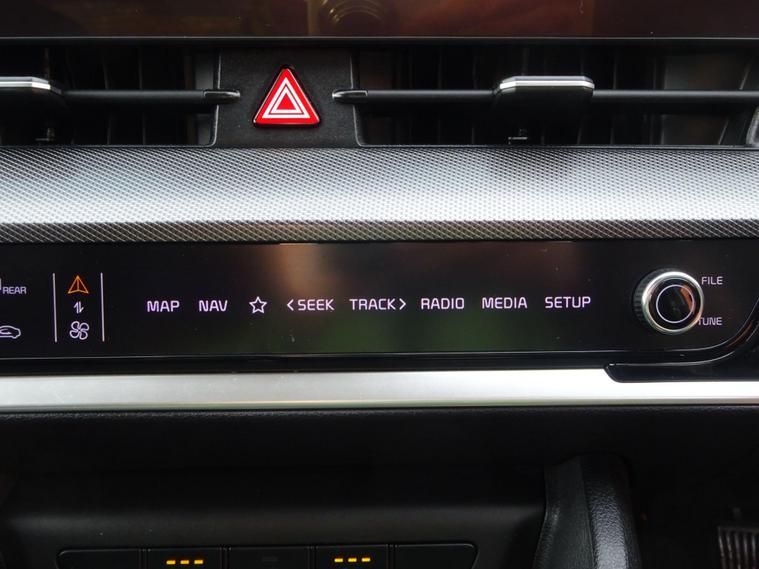 REAR
MAP NAV <SEEK TRACK> RADIO MEDIA SETUP
FILE
TUNE